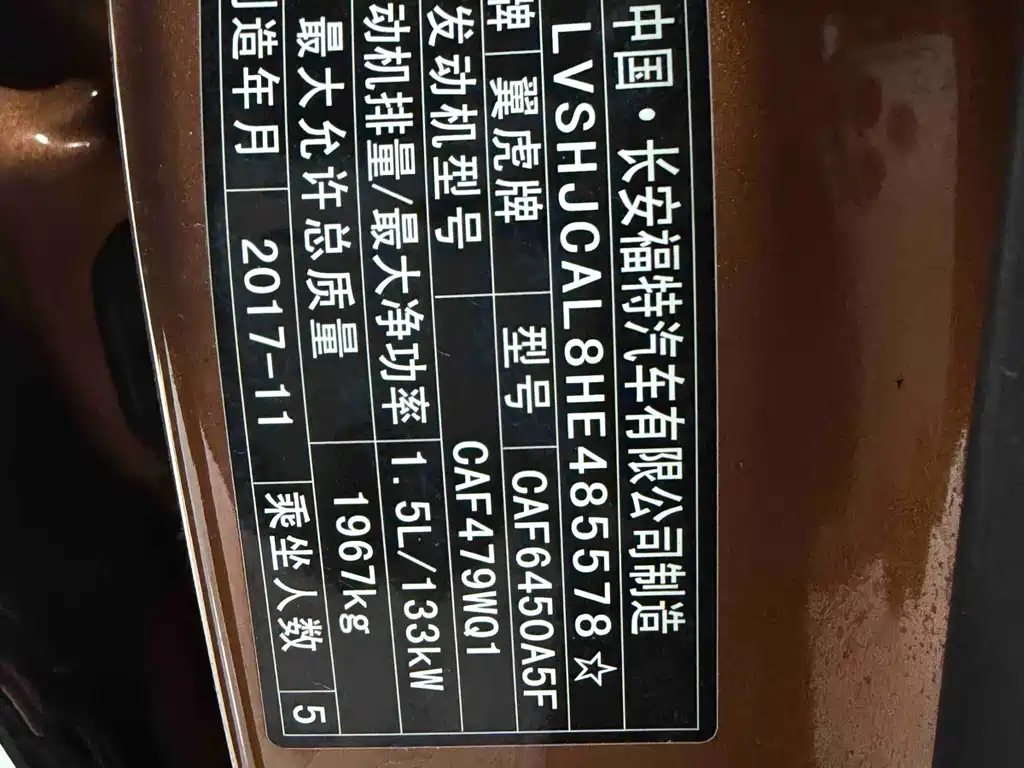 中国·长安福特汽车有限公司制造
LVSHJCAL8HE485578☆
牌 翼虎牌 型号 CAF6450A5F
发动机型号 CAF479WQ1
动机排量/最大净功率 1.5L/133kW
最大允许总质量 1967kg
造年月 2017-11 乘坐人数 5